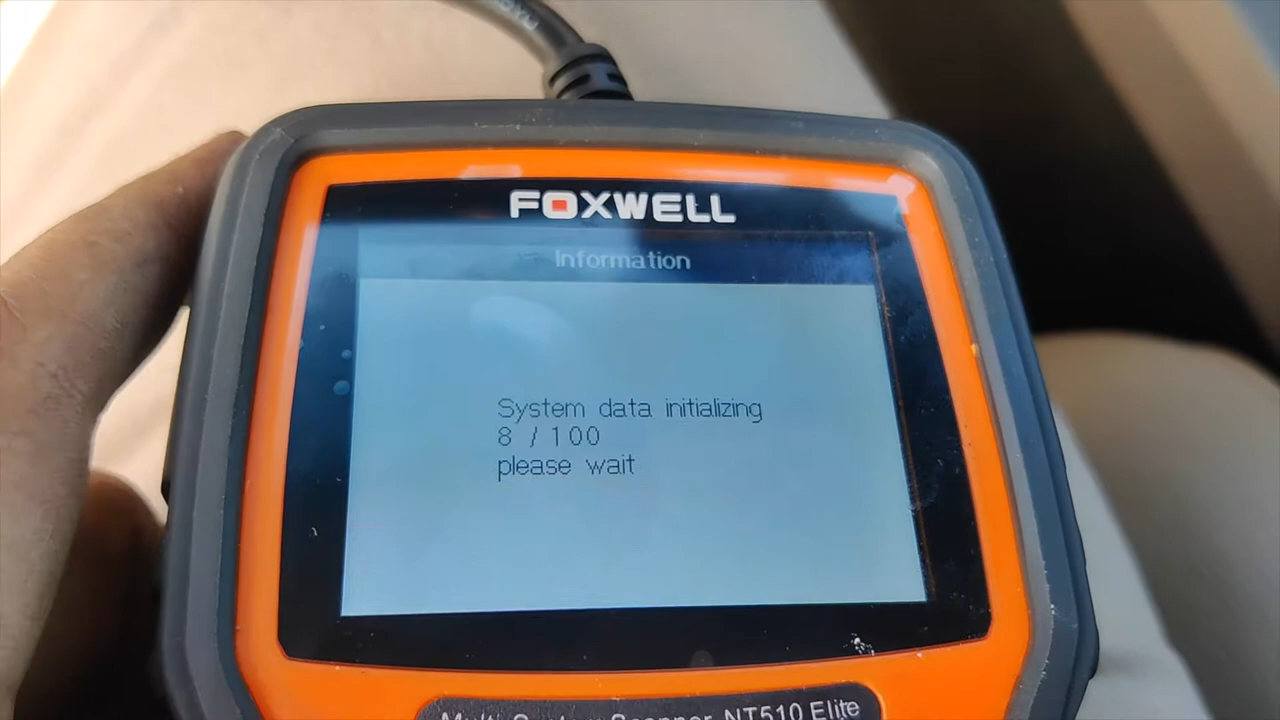 FOXWELL
Information
System data initializing
8 / 100
please wait
Multi-System Scanner NT510 Elite